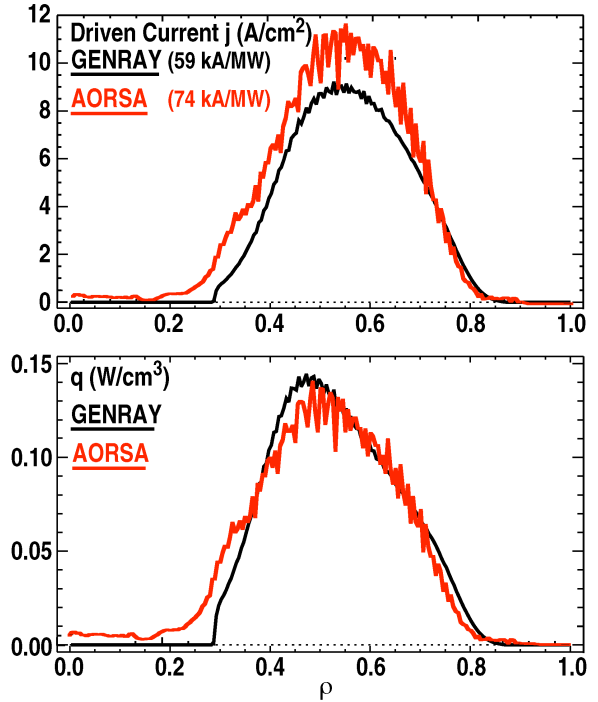 12
10
8
6
4
2
0
Driven Current j (A/cm²)
GENRAY (59 kA/MW)
AORSA (74 kA/MW)
0.0 0.2 0.4 0.6 0.8 1.0
0.15
0.10
0.05
0.00
q (W/cm³)
GENRAY
AORSA
0.0 0.2 0.4 0.6 0.8 1.0
ρ